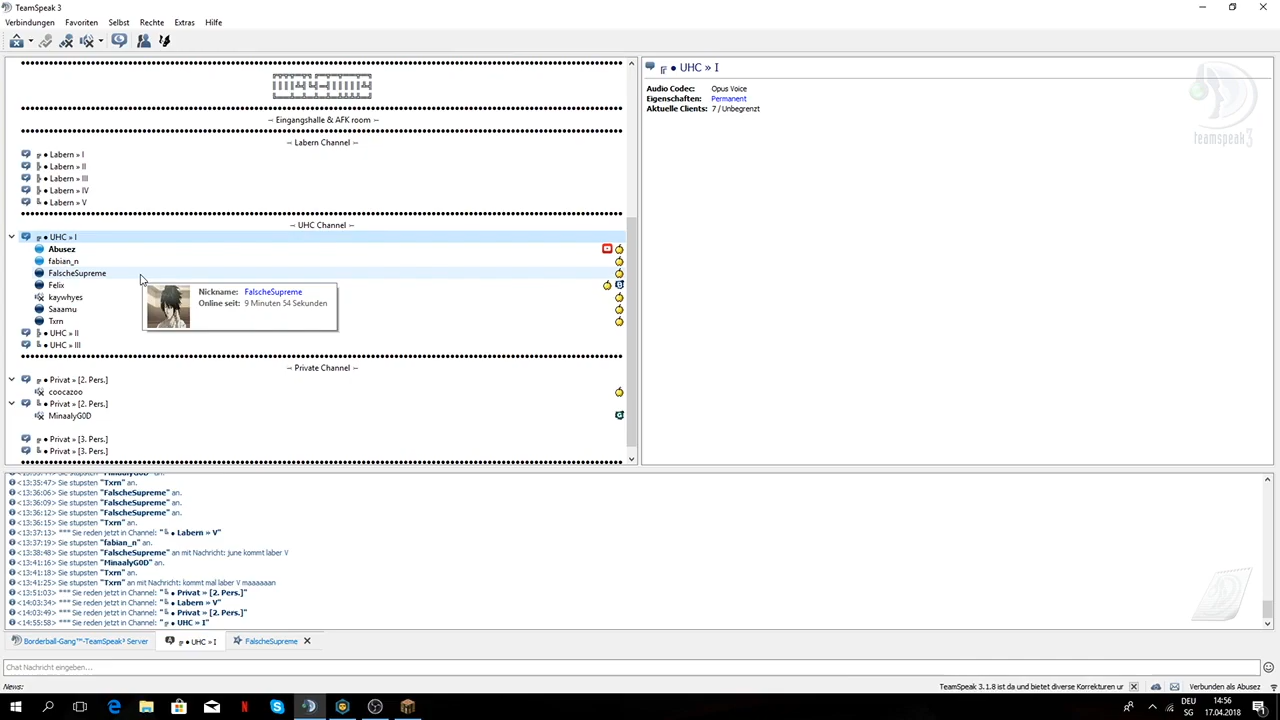 TeamSpeak 3
Verbindungen Favoriten Selbst Rechte Extras Hilfe
⊣ Eingangshalle & AFK room ⊢
⊣ Labern Channel ⊢
╔ ● Labern » I
╠ ● Labern » II
╠ ● Labern » III
╠ ● Labern » IV
╚ ● Labern » V
⊣ UHC Channel ⊢
╔ ● UHC » I
Abusez
fabian_n
FalscheSupreme
Felix
kaywhyes
Saaamu
Txrn
╠ ● UHC » II
╚ ● UHC » III
⊣ Private Channel ⊢
╔ ● Privat » [2. Pers.]
coocazoo
╚ ● Privat » [2. Pers.]
MinaalyG0D
╔ ● Privat » [3. Pers.]
╚ ● Privat » [3. Pers.]
Nickname: FalscheSupreme
Online seit: 9 Minuten 54 Sekunden
╔ ● UHC » I
Audio Codec: Opus Voice
Eigenschaften: Permanent
Aktuelle Clients: 7 / Unbegrenzt
teamspeak 3
<13:35:47> Sie stupsten "Txrn" an.
<13:36:06> Sie stupsten "FalscheSupreme" an.
<13:36:09> Sie stupsten "FalscheSupreme" an.
<13:36:12> Sie stupsten "FalscheSupreme" an.
<13:36:15> Sie stupsten "Txrn" an.
<13:37:13> *** Sie reden jetzt in Channel: "╚ ● Labern » V"
<13:37:19> Sie stupsten "fabian_n" an.
<13:38:48> Sie stupsten "FalscheSupreme" an mit Nachricht: june kommt laber V
<13:41:16> Sie stupsten "MinaalyG0D" an.
<13:41:18> Sie stupsten "Txrn" an.
<13:41:25> Sie stupsten "Txrn" an mit Nachricht: kommt mal laber V maaaaaan
<13:51:03> *** Sie reden jetzt in Channel: "╚ ● Privat » [2. Pers.]"
<14:03:34> *** Sie reden jetzt in Channel: "╚ ● Labern » V"
<14:03:49> *** Sie reden jetzt in Channel: "╚ ● Privat » [2. Pers.]"
<14:55:58> *** Sie reden jetzt in Channel: "╔ ● UHC » I"
Borderball-Gang™-TeamSpeak³ Server ╔ ● UHC » I FalscheSupreme
Chat Nachricht eingeben...
News: TeamSpeak 3.1.8 ist da und bietet diverse Korrekturen ur Verbunden als Abusez
DEU 14:56
SG 17.04.2018